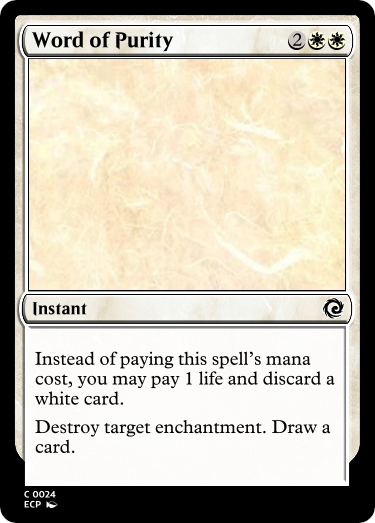 Word of Purity 2
Instant
Instead of paying this spell's mana
cost, you may pay 1 life and discard a
white card.
Destroy target enchantment. Draw a
card.
C 0024
ECP